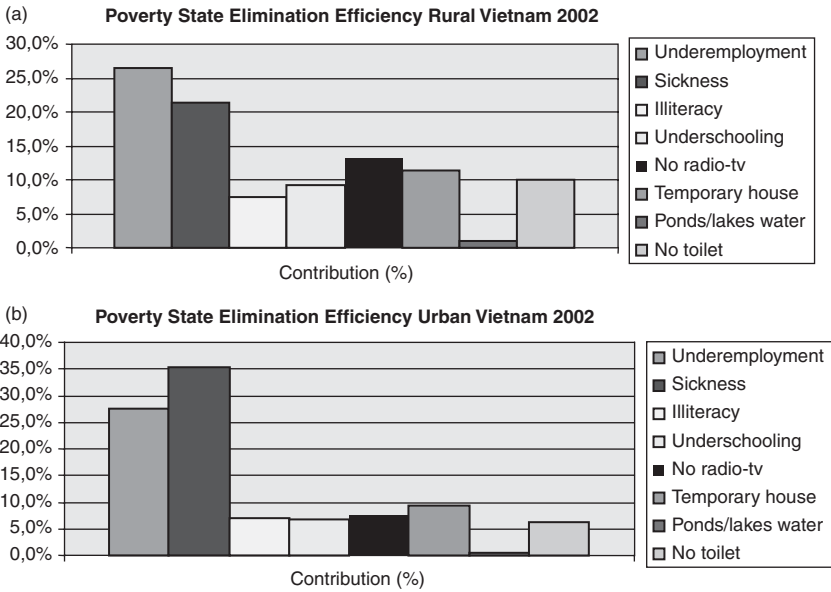 (a)
Poverty State Elimination Efficiency Rural Vietnam 2002
30,0%
25,0%
20,0%
15,0%
10,0%
5,0%
0,0%
Contribution (%)
Underemployment
Sickness
Illiteracy
Underschooling
No radio-tv
Temporary house
Ponds/lakes water
No toilet
(b)
Poverty State Elimination Efficiency Urban Vietnam 2002
40,0%
35,0%
30,0%
25,0%
20,0%
15,0%
10,0%
5,0%
0,0%
Contribution (%)
Underemployment
Sickness
Illiteracy
Underschooling
No radio-tv
Temporary house
Ponds/lakes water
No toilet